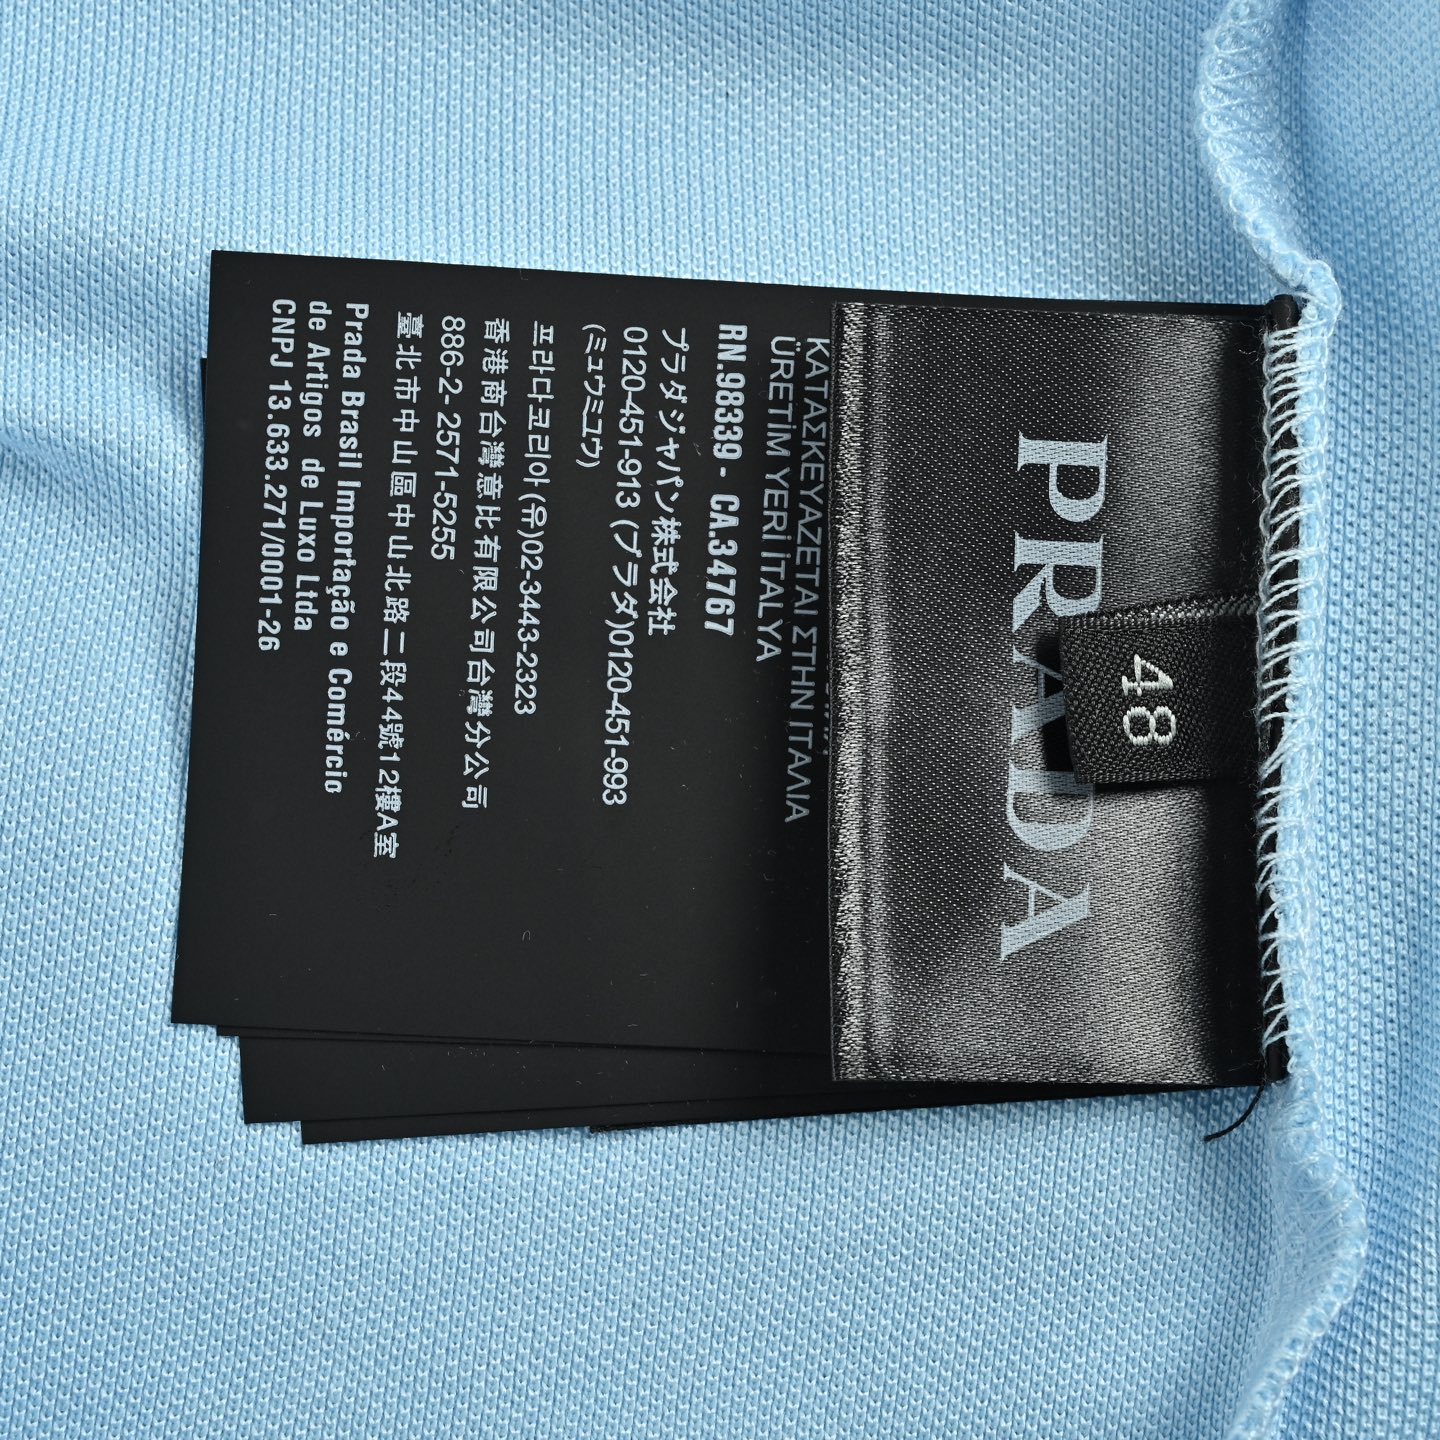 PRADA
48
ΚΑΤΑΣΚΕΥΑΖΕΤΑΙ ΣΤΗΝ ΙΤΑΛΙΑ
ÜRETİM YERİ İTALYA
RN.98339 - CA.34767
プラダジャパン株式会社
0120-451-913 (プラダ)0120-451-993
(ミュウミュウ)
프라다코리아(유)02-3443-2323
香港商台灣意比有限公司台灣分公司
886-2-2571-5255
臺北市中山區中山北路二段44號12樓A室
Prada Brasil Importação e Comércio
de Artigos de Luxo Ltda
CNPJ 13.633.271/0001-26